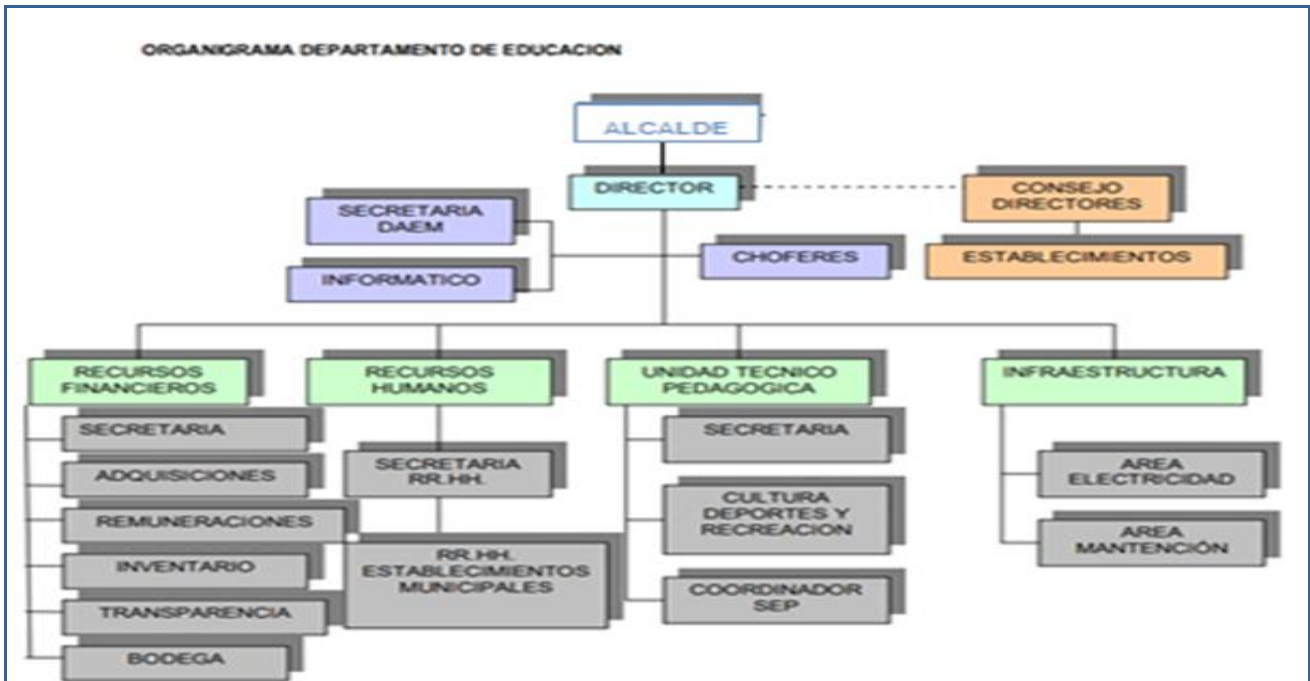 ORGANIGRAMA DEPARTAMENTO DE EDUCACION
ALCALDE
DIRECTOR
CONSEJO
DIRECTORES
SECRETARIA
DAEM
CHOFERES
ESTABLECIMIENTOS
INFORMATICO
RECURSOS
FINANCIEROS
SECRETARIA
ADQUISICIONES
REMUNERACIONES
INVENTARIO
TRANSPARENCIA
BODEGA
RECURSOS
HUMANOS
SECRETARIA
RR.HH.
RR.HH.
ESTABLECIMIENTOS
MUNICIPALES
UNIDAD TECNICO
PEDAGOGICA
SECRETARIA
CULTURA
DEPORTES Y
RECREACION
COORDINADOR
SEP
INFRAESTRUCTURA
AREA
ELECTRICIDAD
AREA
MANTENCIÓN